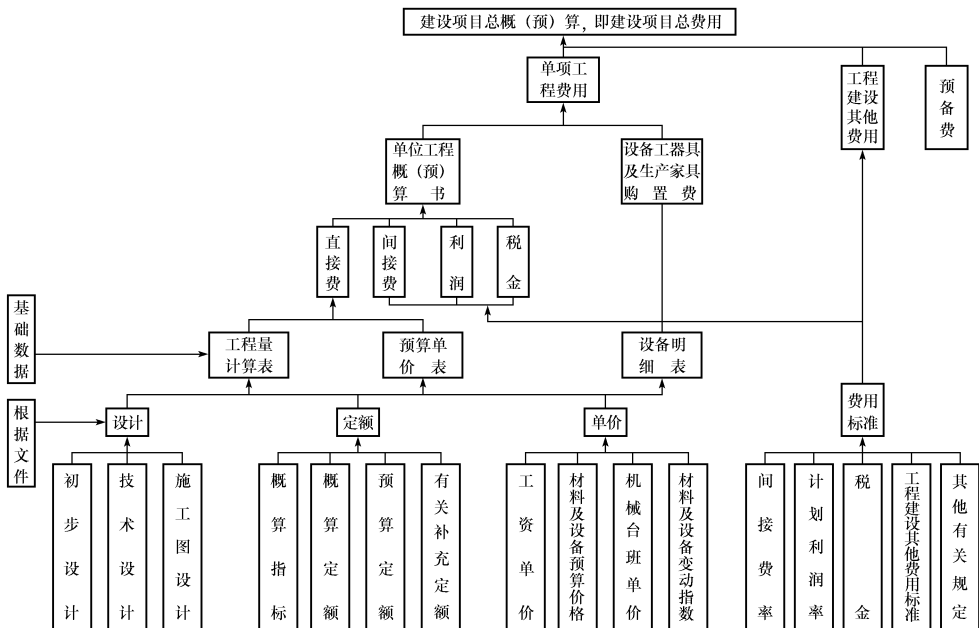 建设项目总概（预）算，即建设项目总费用
单项工
程费用
工程
建设
其他
费用
预备费
单位工程
概（预）
算 书
设备工器具
及生产家具
购 置 费
直接费
间接费
利润
税金
基础数据
工程量
计算表
预算单
价 表
设备明
细 表
根据文件
设计
定额
单价
费用
标准
初步设计
技术设计
施工图设计
概算指标
概算定额
预算定额
有关补充定额
工资单价
材料及设备预算价格
机械台班单价
材料及设备变动指数
间接费率
计划利润率
税金
工程建设其他费用标准
其他有关规定